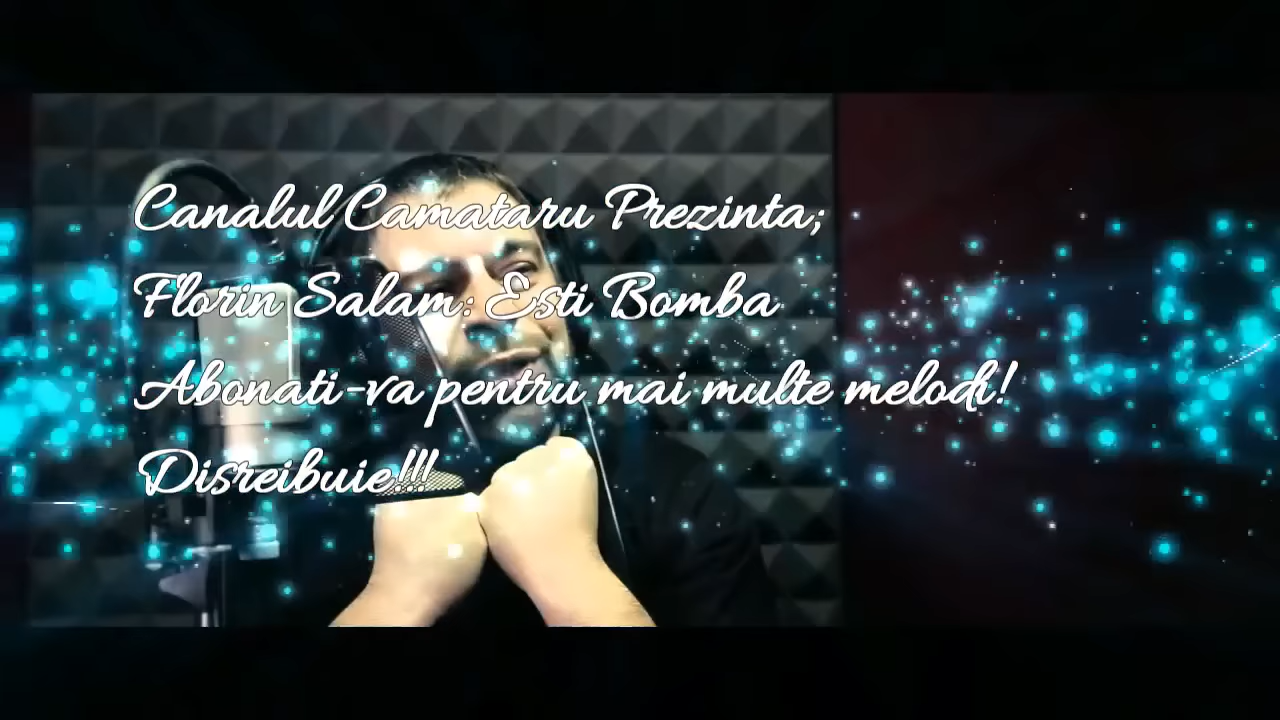 Canalul Camataru Prezinta;
Florin Salam: Esti Bomba
Abonati-va pentru mai multe melodi!
Disreibuie!!!